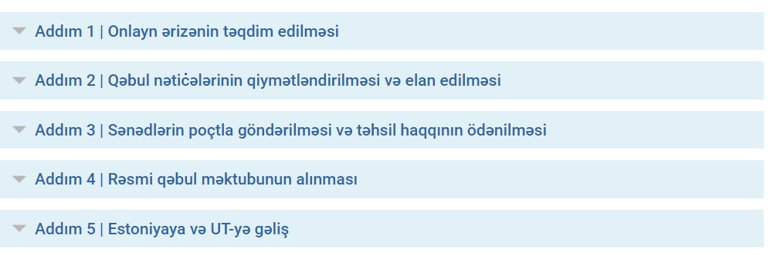 Addım 1 | Onlayn ərizənin təqdim edilməsi
Addım 2 | Qəbul nətiċələrinin qiymətləndirilməsi və elan edilməsi
Addım 3 | Sənədlərin poçtla göndərilməsi və təhsil haqqının ödənilməsi
Addım 4 | Rəsmi qəbul məktubunun alınması
Addım 5 | Estoniyaya və UT-yə gəliş